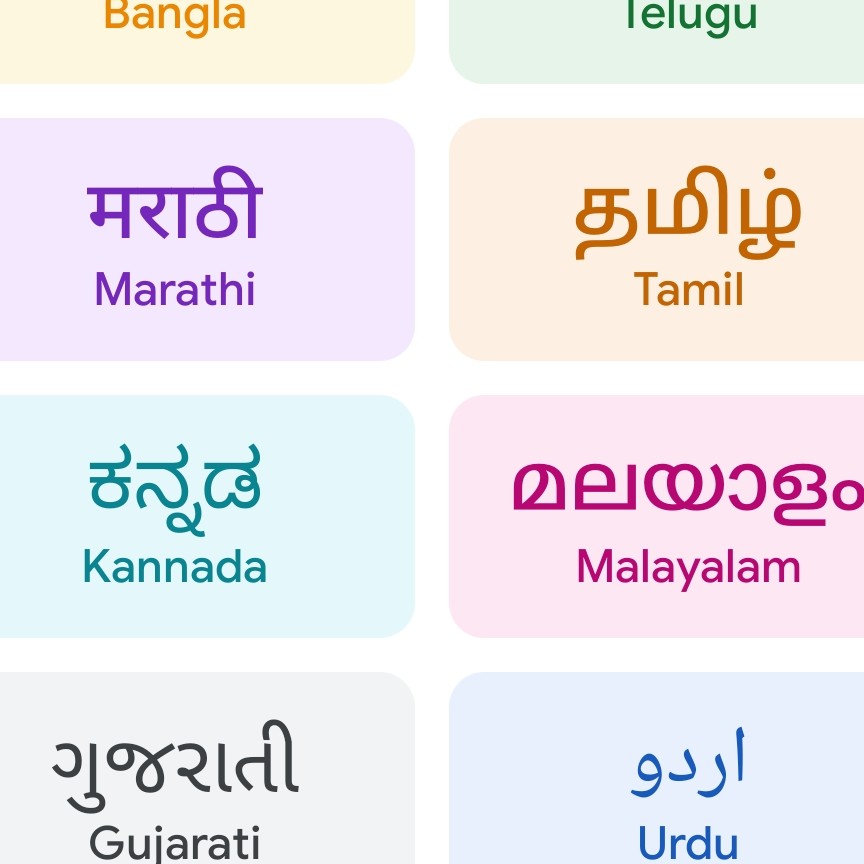 Bangla
Telugu
मराठी
Marathi
தமிழ்
Tamil
ಕನ್ನಡ
Kannada
മലയാളം
Malayalam
ગુજરાતી
Gujarati
اردو
Urdu